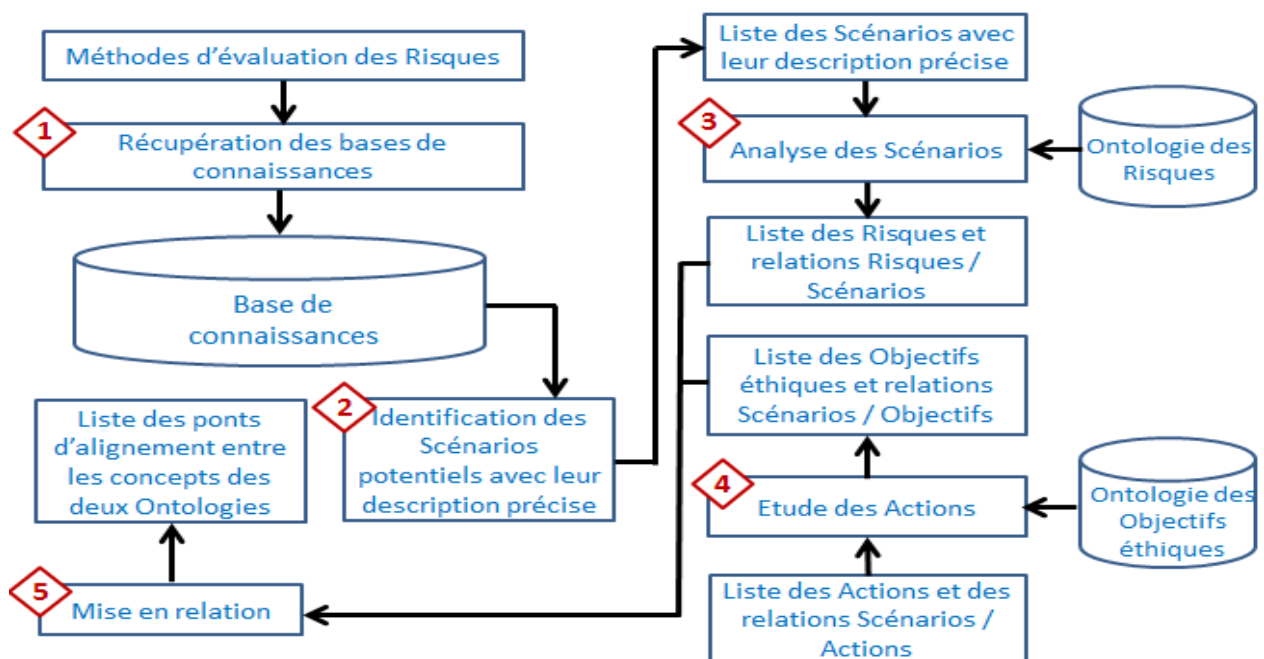 Méthodes d'évaluation des Risques
1
Récupération des bases de
connaissances
Base de
connaissances
2
Identification des
Scénarios
potentiels avec leur
description précise
Liste des Scénarios avec
leur description précise
3
Analyse des Scénarios
Ontologie des
Risques
Liste des Risques et
relations Risques /
Scénarios
Liste des Objectifs
éthiques et relations
Scénarios / Objectifs
4
Etude des Actions
Ontologie des
Objectifs
éthiques
Liste des Actions et des
relations Scénarios /
Actions
5
Mise en relation
Liste des ponts
d'alignement entre
les concepts des
deux Ontologies